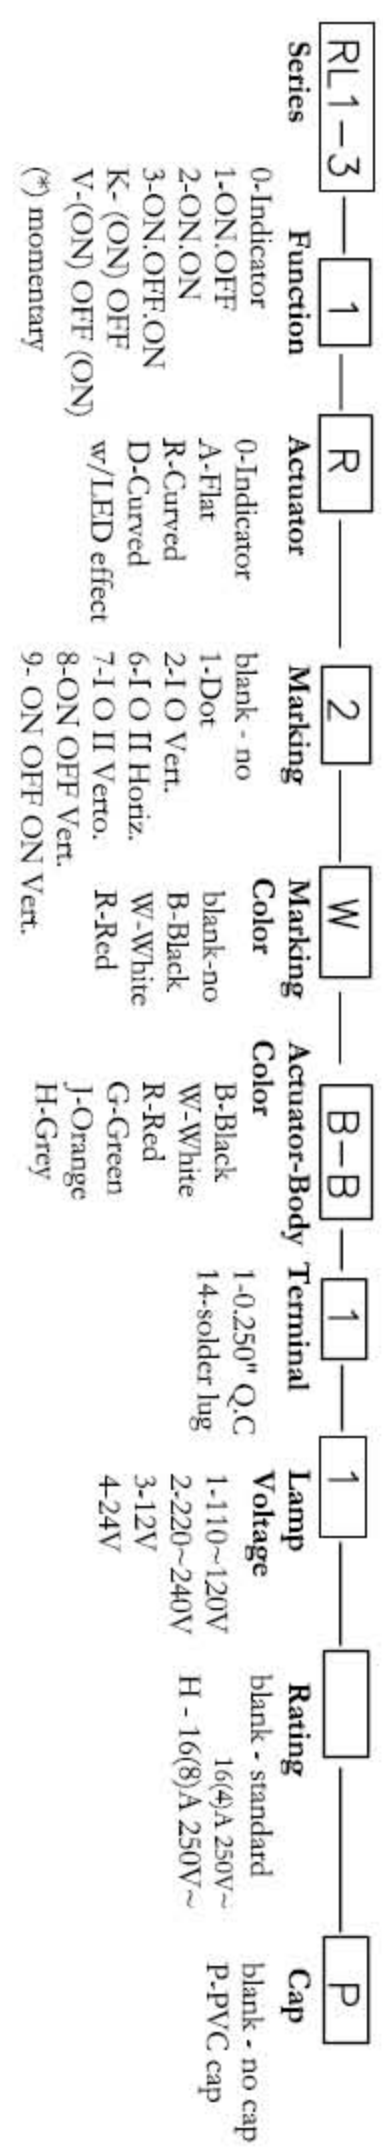 RL1-3 1 R 2 W B-B 1 1 P
Series
Function
0-Indicator
1-ON.OFF
2-ON.ON
3-ON.OFF.ON
K- (ON) OFF
V-(ON) OFF (ON)
(*) momentary
Actuator
0-Indicator
A-Flat
R-Curved
D-Curved
w/LED effect
Marking
blank - no
1-Dot
2-I O Vert.
6-I O II Horiz.
7-I O II Verto.
8-ON OFF Vert.
9- ON OFF ON Vert.
Marking
Color
blank-no
B-Black
W-White
R-Red
Actuator-Body
Color
B-Black
W-White
R-Red
G-Green
J-Orange
H-Grey
Terminal
1-0.250" Q.C
14-solder lug
Lamp
Voltage
1-110~120V
2-220~240V
3-12V
4-24V
Rating
blank - standard
16(4)A 250V~
H - 16(8)A 250V~
Cap
blank - no cap
P-PVC cap